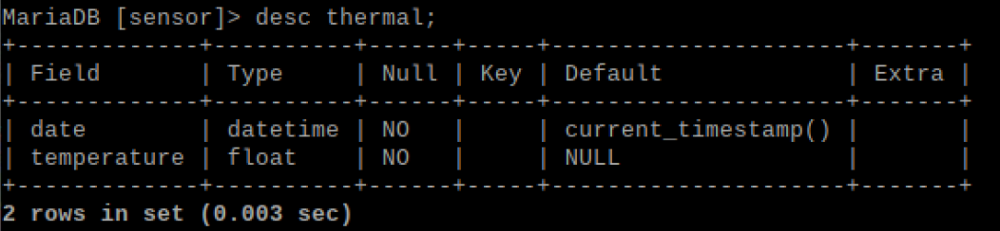 MariaDB [sensor]> desc thermal;
+-------------+----------+------+-----+---------------------+-------+
| Field       | Type     | Null | Key | Default             | Extra |
+-------------+----------+------+-----+---------------------+-------+
| date        | datetime | NO   |     | current_timestamp() |       |
| temperature | float    | NO   |     | NULL                |       |
+-------------+----------+------+-----+---------------------+-------+
2 rows in set (0.003 sec)